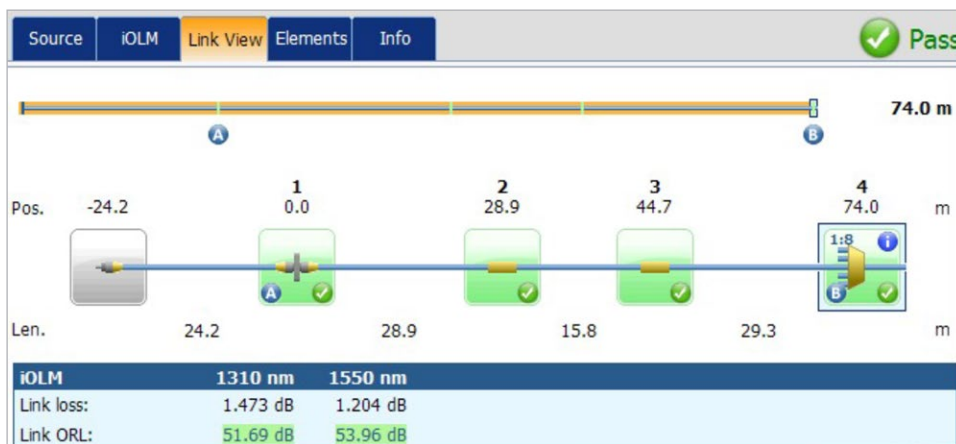 Source iOLM Link View Elements Info Pass
74.0 m
A B
1 2 3 4
Pos. -24.2 0.0 28.9 44.7 74.0 m
1:8 i
A B
Len. 24.2 28.9 15.8 29.3 m
iOLM 1310 nm 1550 nm
Link loss: 1.473 dB 1.204 dB
Link ORL: 51.69 dB 53.96 dB